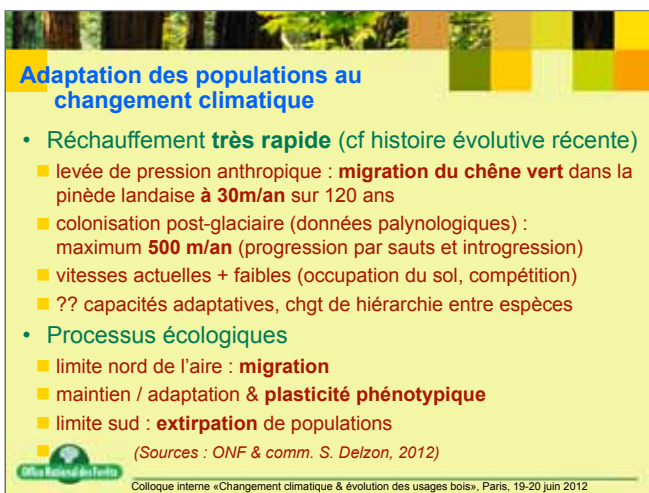 Adaptation des populations au
changement climatique
• Réchauffement très rapide (cf histoire évolutive récente)
levée de pression anthropique : migration du chêne vert dans la
pinède landaise à 30m/an sur 120 ans
colonisation post-glaciaire (données palynologiques) :
maximum 500 m/an (progression par sauts et introgression)
vitesses actuelles + faibles (occupation du sol, compétition)
?? capacités adaptatives, chgt de hiérarchie entre espèces
• Processus écologiques
limite nord de l'aire : migration
maintien / adaptation & plasticité phénotypique
limite sud : extirpation de populations
(Sources : ONF & comm. S. Delzon, 2012)
Office National des Forêts
Colloque interne «Changement climatique & évolution des usages bois», Paris, 19-20 juin 2012